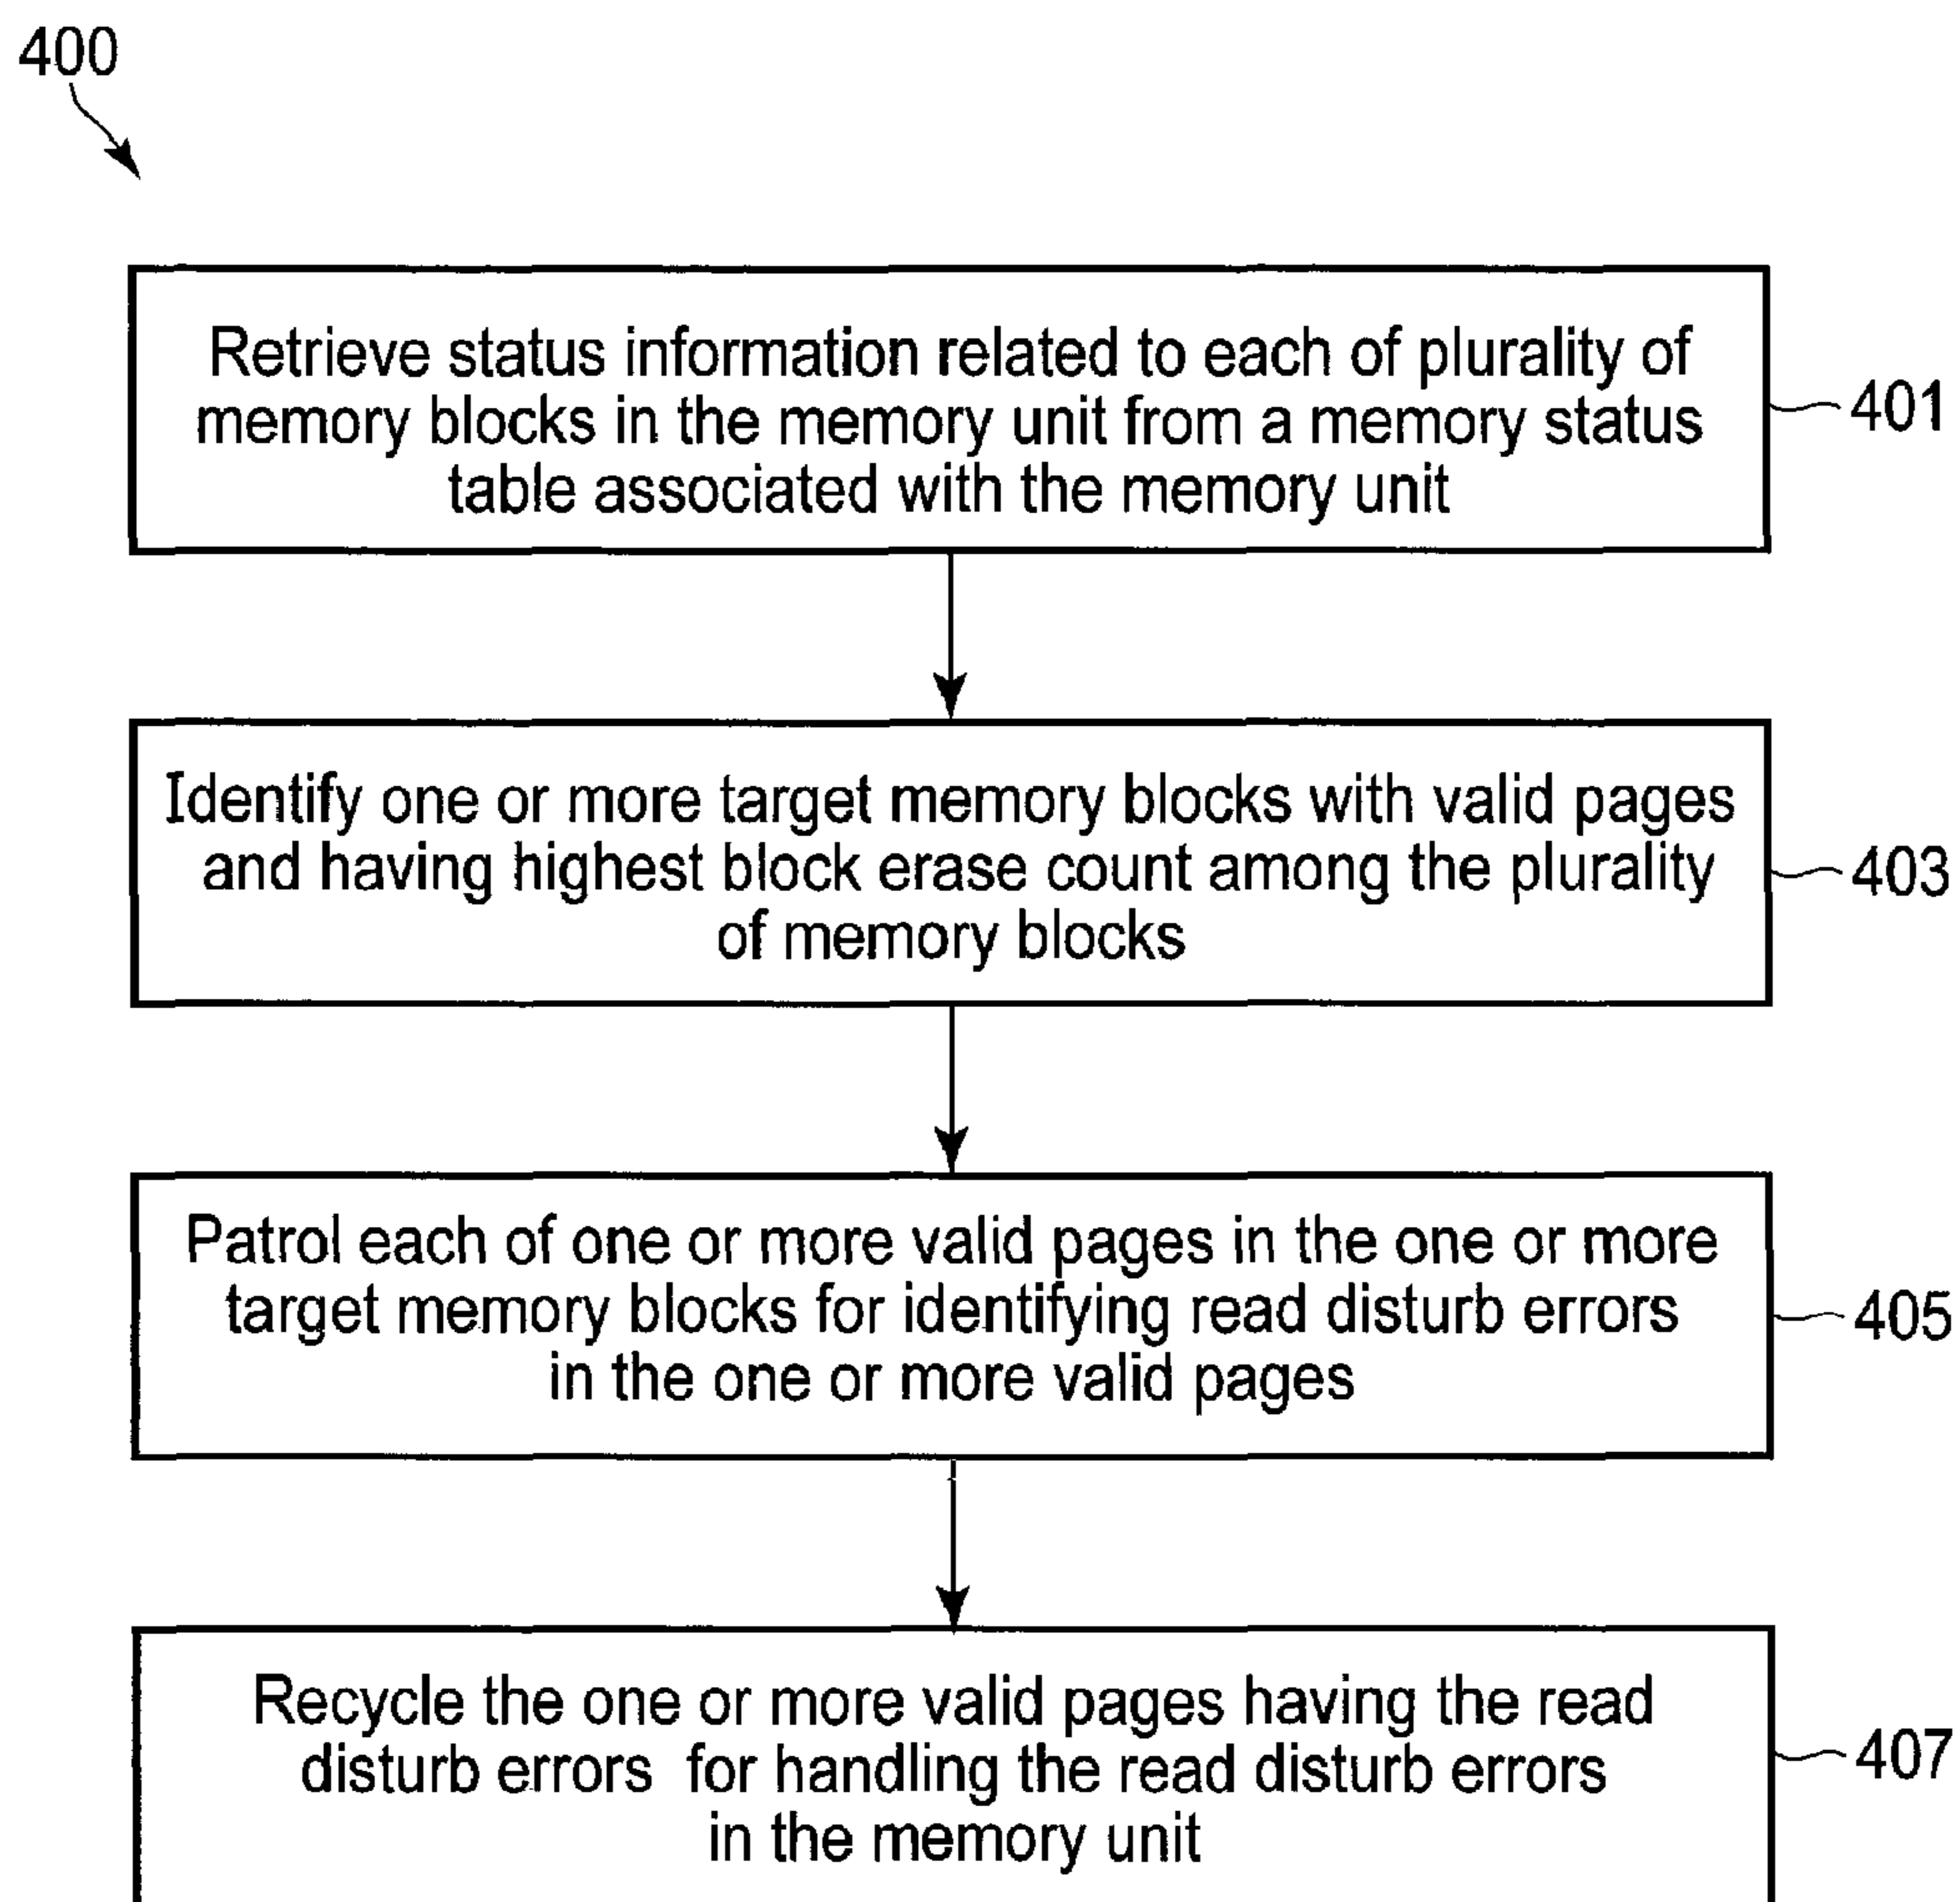 400
Retrieve status information related to each of plurality of
memory blocks in the memory unit from a memory status
table associated with the memory unit
401
Identify one or more target memory blocks with valid pages
and having highest block erase count among the plurality
of memory blocks
403
Patrol each of one or more valid pages in the one or more
target memory blocks for identifying read disturb errors
in the one or more valid pages
405
Recycle the one or more valid pages having the read
disturb errors for handling the read disturb errors
in the memory unit
407